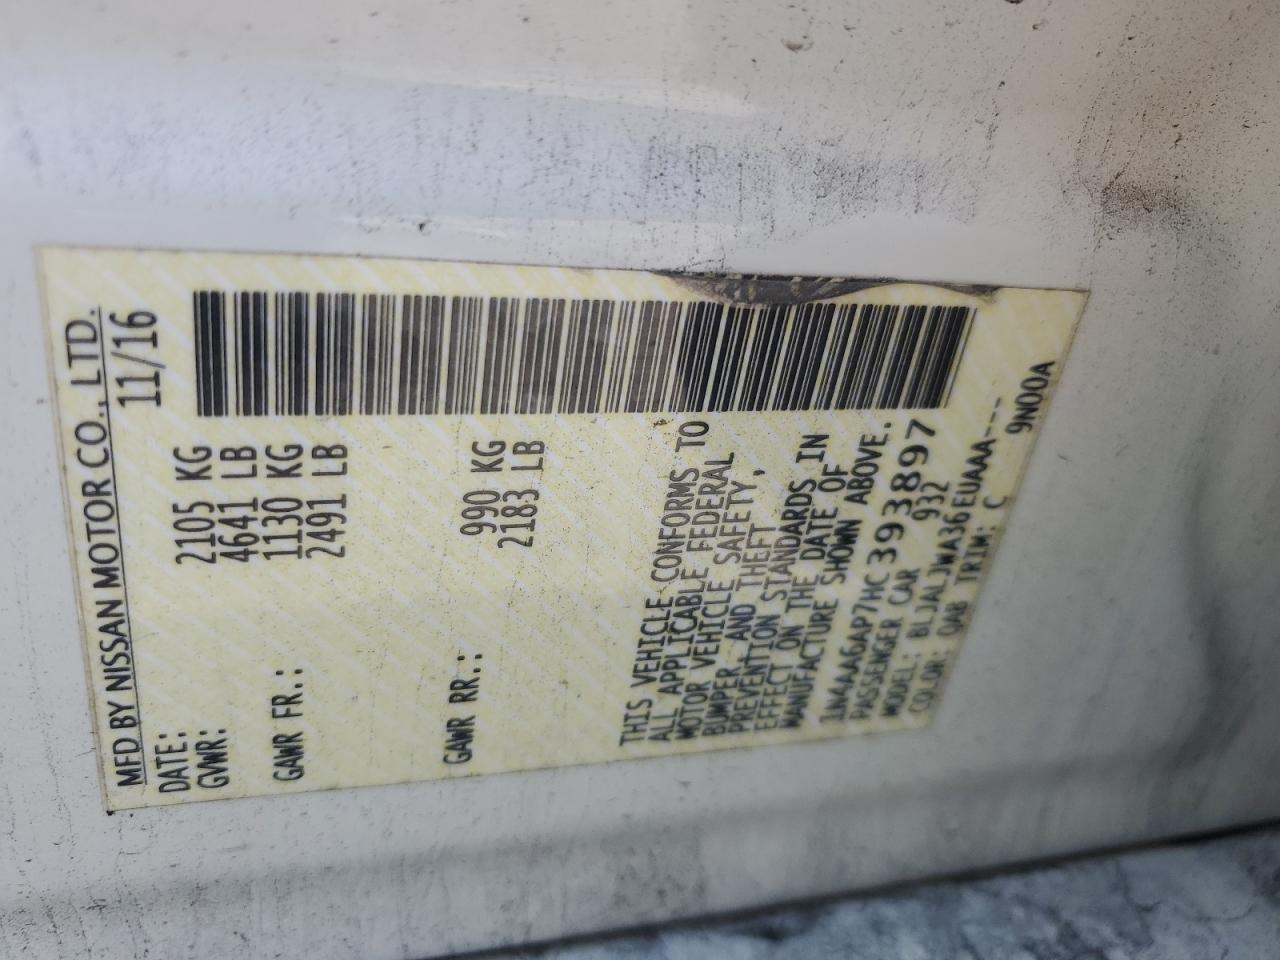 MFD BY NISSAN MOTOR CO., LTD.
DATE: 11/16
GVWR: 2105 KG
4641 LB
GAWR FR.: 1130 KG
2491 LB
GAWR RR.: 990 KG
2183 LB
THIS VEHICLE CONFORMS TO
ALL APPLICABLE FEDERAL
MOTOR VEHICLE SAFETY,
BUMPER, AND THEFT
PREVENTION STANDARDS IN
EFFECT ON THE DATE OF
MANUFACTURE SHOWN ABOVE.
1N4AA6AP7HC393897
PASSENGER CAR 932
MODEL: BLJALJWA36EUAAA---
COLOR: QAB TRIM: C
9N00A